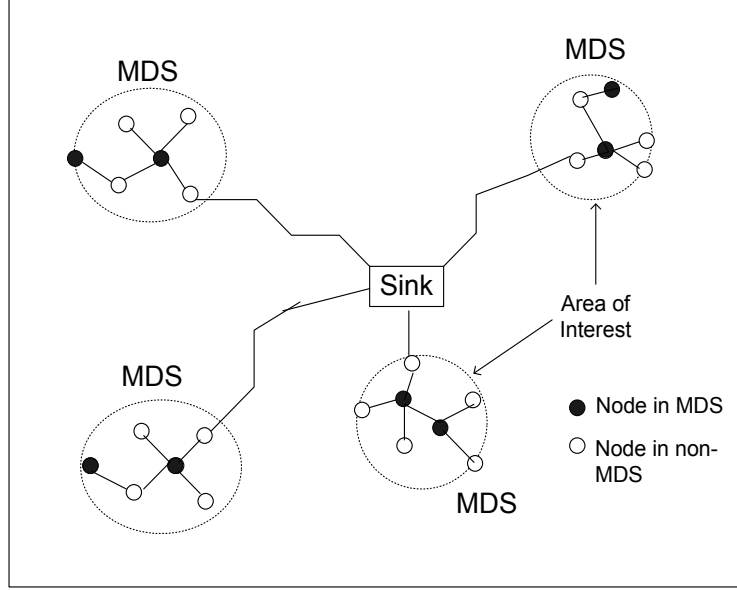 MDS
MDS
Sink
Area of
Interest
MDS
Node in MDS
Node in non-
MDS
MDS